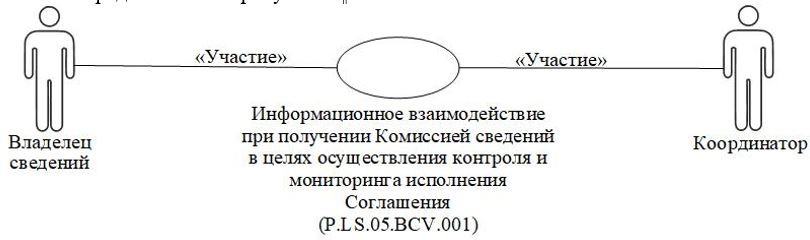 «Участие»
«Участие»
Информационное взаимодействие
при получении Комиссией сведений
в целях осуществления контроля и
мониторинга исполнения
Соглашения
(P.LS.05.BCV.001)
Владелец
сведений
Координатор